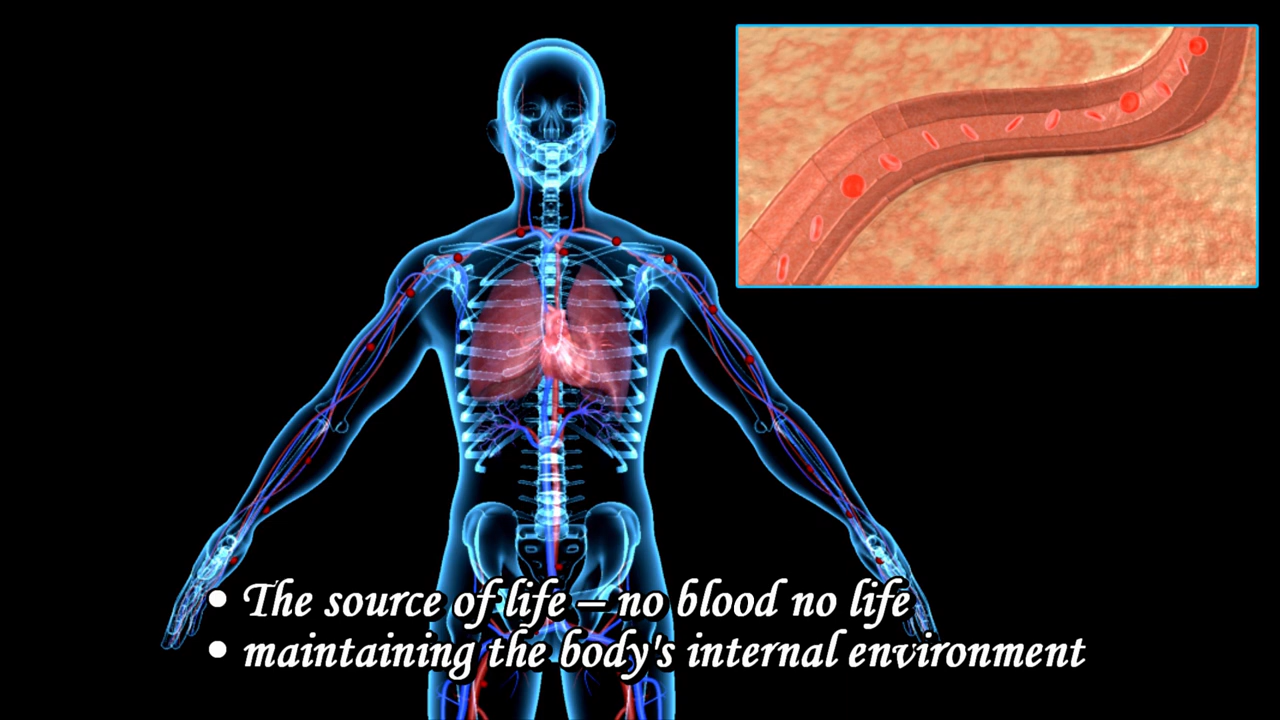 • The source of life – no blood no life
• maintaining the body's internal environment